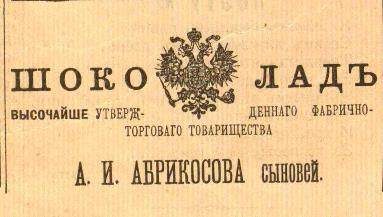 ШОКОЛАДЪ
ВЫСОЧАЙШЕ УТВЕРЖДЕННАГО ФАБРИЧНО-
ТОРГОВАГО ТОВАРИЩЕСТВА
А. И. АБРИКОСОВА СЫНОВЕЙ.